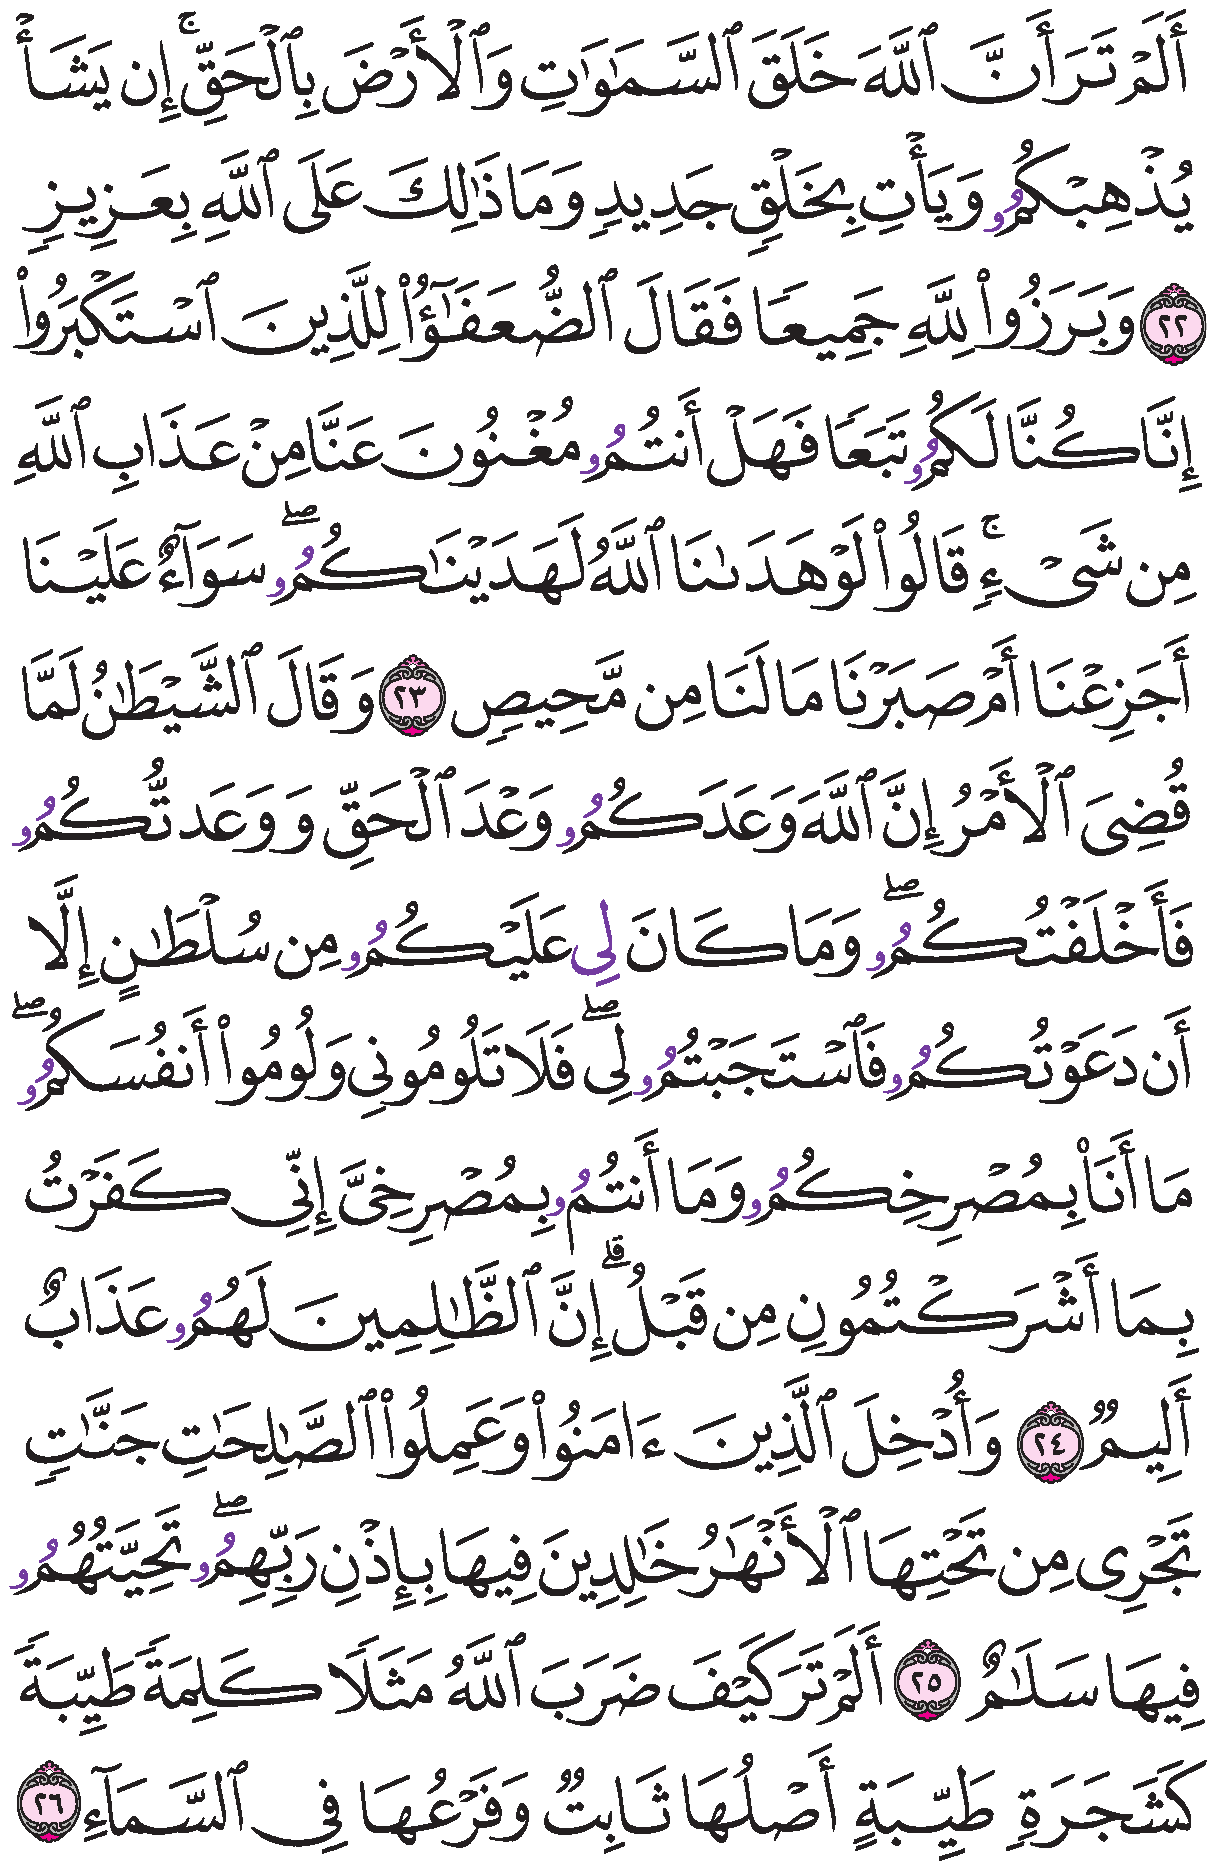 أَلَمۡ تَرَ أَنَّ ٱللَّهَ خَلَقَ ٱلسَّمَٰوَٰتِ وَٱلۡأَرۡضَ بِٱلۡحَقِّۚ إِن يَشَأۡ
يُذۡهِبۡكُمُۥ وَيَأۡتِ بِخَلۡقٖ جَدِيدٖ وَمَا ذَٰلِكَ عَلَى ٱللَّهِ بِعَزِيزٖ
٢٢ وَبَرَزُواْ لِلَّهِ جَمِيعٗا فَقَالَ ٱلضُّعَفَٰٓؤُاْ لِلَّذِينَ ٱسۡتَكۡبَرُواْ
إِنَّا كُنَّا لَكُمُۥ تَبَعٗا فَهَلۡ أَنتُمُۥ مُغۡنُونَ عَنَّا مِنۡ عَذَابِ ٱللَّهِ
مِن شَيۡءٖۚ قَالُواْ لَوۡ هَدَىٰنَا ٱللَّهُ لَهَدَيۡنَٰكُمُۥۖ سَوَآءٌ عَلَيۡنَا
أَجَزِعۡنَا أَمۡ صَبَرۡنَا مَا لَنَا مِن مَّحِيصٖ ٢٣ وَقَالَ ٱلشَّيۡطَٰنُ لَمَّا
قُضِيَ ٱلۡأَمۡرُ إِنَّ ٱللَّهَ وَعَدَكُمُۥ وَعۡدَ ٱلۡحَقِّ وَوَعَدتُّكُمُۥ
فَأَخۡلَفۡتُكُمُۥۖ وَمَا كَانَ لِي عَلَيۡكُمُۥ مِن سُلۡطَٰنٍ إِلَّا
أَن دَعَوۡتُكُمُۥ فَٱسۡتَجَبۡتُمُۥ لِيۖ فَلَا تَلُومُونِي وَلُومُواْ أَنفُسَكُمُۥۖ
مَا أَنَا۠ بِمُصۡرِخِكُمُۥ وَمَا أَنتُمُۥ بِمُصۡرِخِيَّ إِنِّي كَفَرۡتُ
بِمَا أَشۡرَكۡتُمُونِ مِن قَبۡلُۗ إِنَّ ٱلظَّٰلِمِينَ لَهُمُۥ عَذَابٌ
أَلِيمٞ ٢٤ وَأُدۡخِلَ ٱلَّذِينَ ءَامَنُواْ وَعَمِلُواْ ٱلصَّٰلِحَٰتِ جَنَّٰتٖ
تَجۡرِي مِن تَحۡتِهَا ٱلۡأَنۡهَٰرُ خَٰلِدِينَ فِيهَا بِإِذۡنِ رَبِّهِمُۥۖ تَحِيَّتُهُمُۥ
فِيهَا سَلَٰمٌ ٢٥ أَلَمۡ تَرَ كَيۡفَ ضَرَبَ ٱللَّهُ مَثَلٗا كَلِمَةٗ طَيِّبَةٗ
كَشَجَرَةٖ طَيِّبَةٍ أَصۡلُهَا ثَابِتٞ وَفَرۡعُهَا فِي ٱلسَّمَآءِ ٢٦